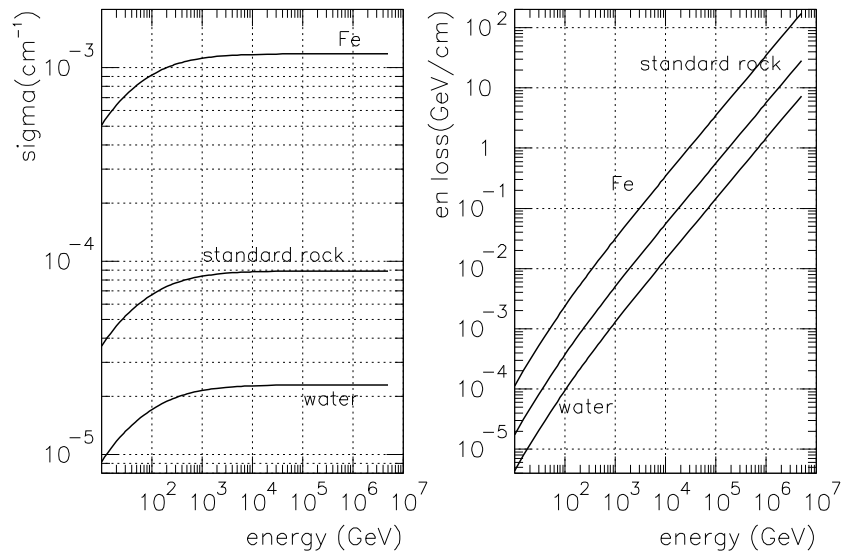 sigma(cm⁻¹)
10⁻³
10⁻⁴
10⁻⁵
Fe
standard rock
water
10² 10³ 10⁴ 10⁵ 10⁶ 10⁷
energy (GeV)
en loss(GeV/cm)
10²
10
1
10⁻¹
10⁻²
10⁻³
10⁻⁴
10⁻⁵
standard rock
Fe
water
10² 10³ 10⁴ 10⁵ 10⁶ 10⁷
energy (GeV)